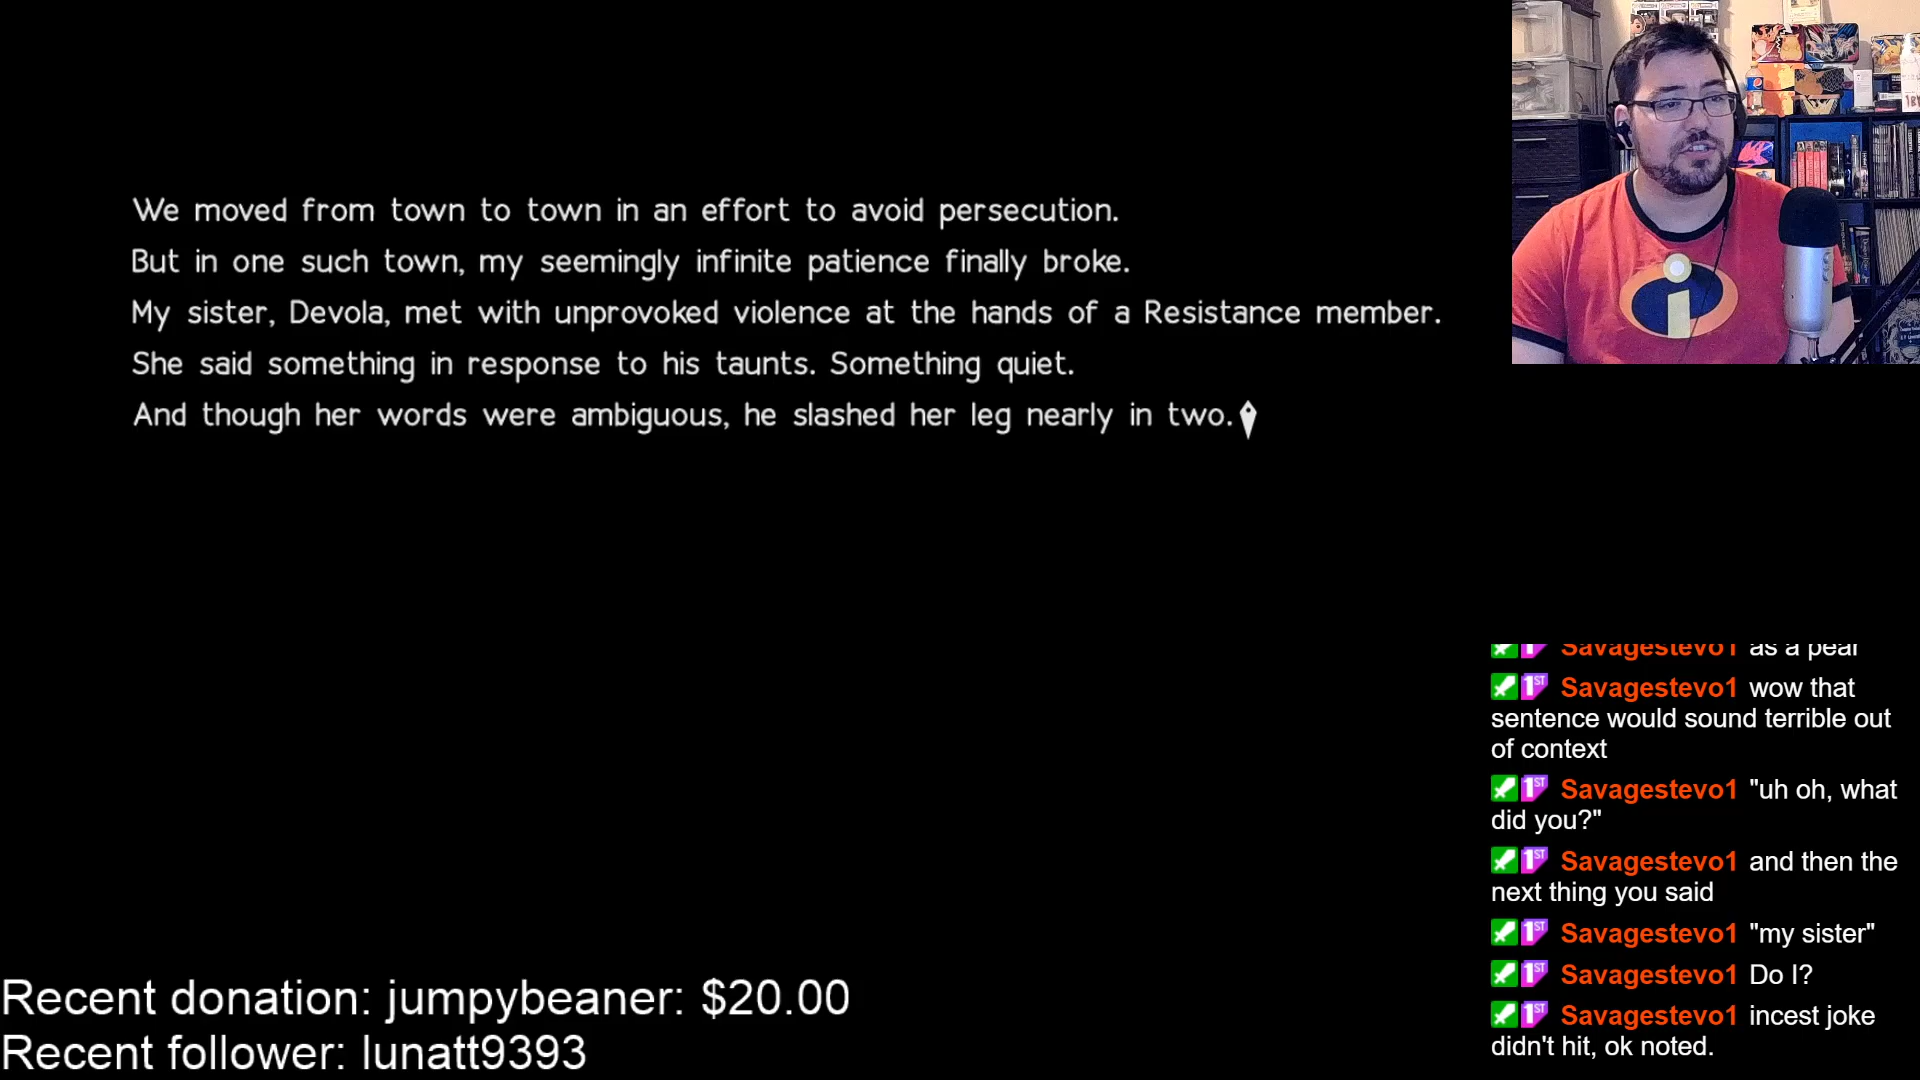 We moved from town to town in an effort to avoid persecution.
But in one such town, my seemingly infinite patience finally broke.
My sister, Devola, met with unprovoked violence at the hands of a Resistance member.
She said something in response to his taunts. Something quiet.
And though her words were ambiguous, he slashed her leg nearly in two.
Savagestevo1 as a pear
Savagestevo1 wow that
sentence would sound terrible out
of context
Savagestevo1 "uh oh, what
did you?"
Savagestevo1 and then the
next thing you said
Savagestevo1 "my sister"
Savagestevo1 Do I?
Savagestevo1 incest joke
didn't hit, ok noted.
Recent donation: jumpybeaner: $20.00
Recent follower: lunatt9393